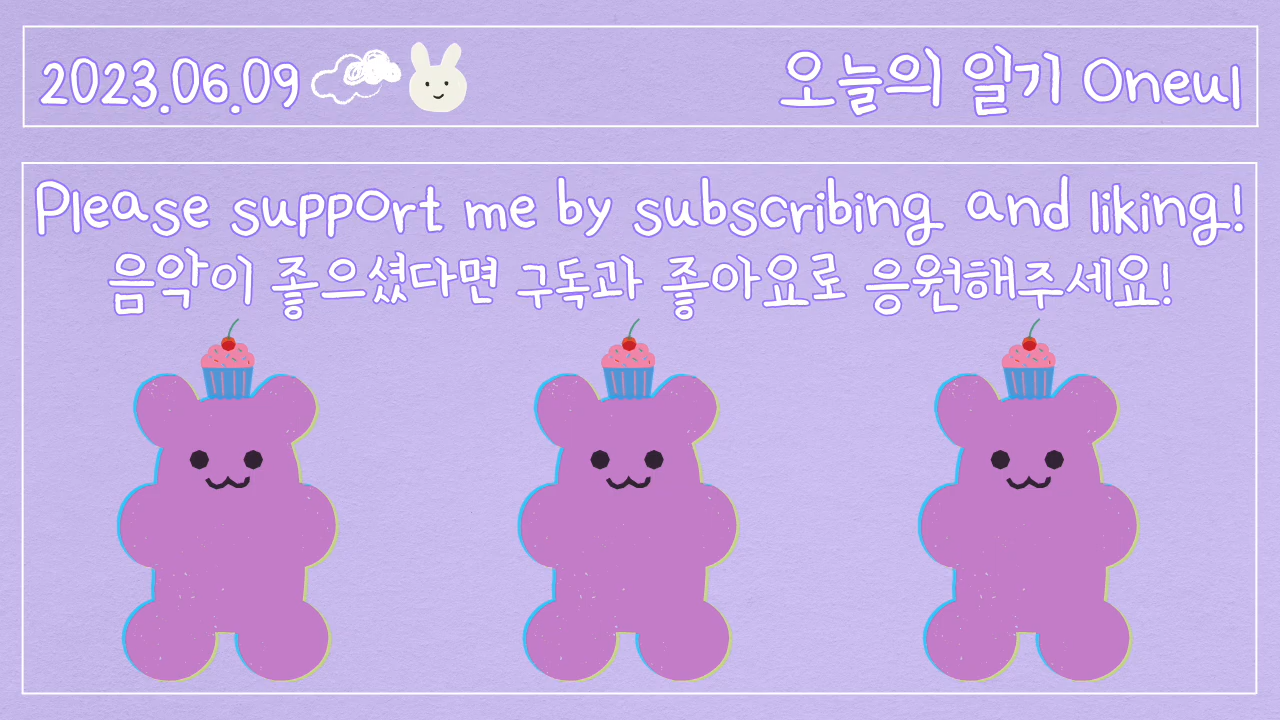 2023.06.09 오늘의 일기 Oneul
Please support me by subscribing and liking!
음악이 좋으셨다면 구독과 좋아요로 응원해주세요!